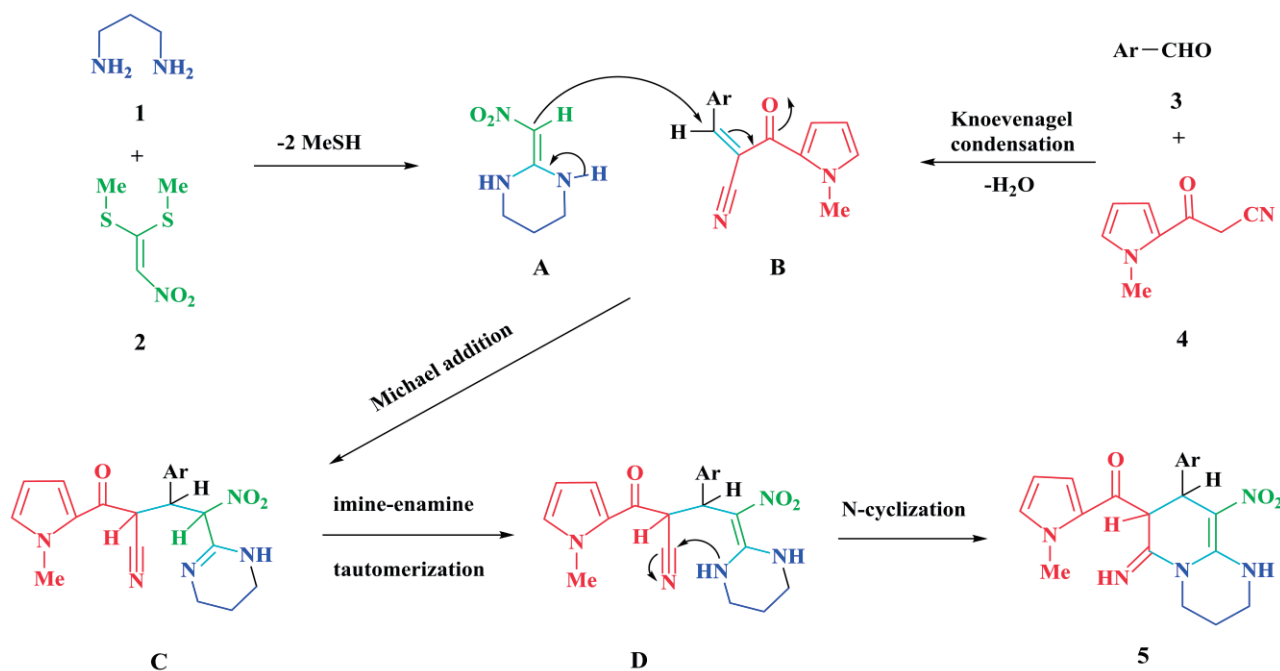 NH₂ NH₂
1
+
Me Me
S S
NO₂
2
-2 MeSH
O₂N H
HN N-H
A
Ar O
H
N
N
Me
B
Knoevenagel
condensation
-H₂O
Ar-CHO
3
+
O
CN
N
Me
4
Michael addition
O Ar
H NO₂
H H
N
Me
N
N NH
C
imine-enamine
tautomerization
O Ar
H NO₂
H
N
Me
N
HN NH
D
N-cyclization
O Ar
H
NO₂
H
N
Me
HN N NH
5